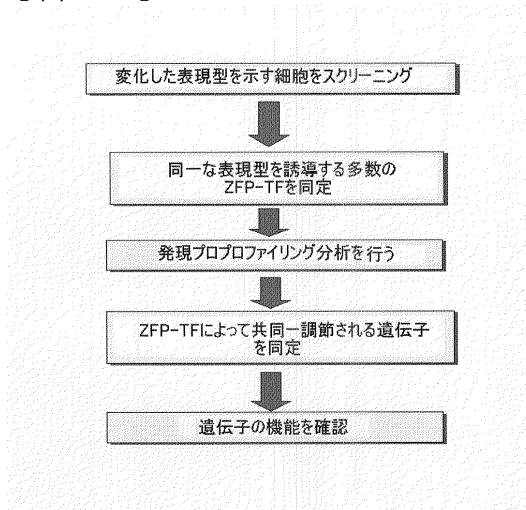 変化した表現型を示す細胞をスクリーニング
同一な表現型を誘導する多数の
ZFP-TFを同定
発現プロプロファイリング分析を行う
ZFP-TFによって共同一調節される遺伝子
を同定
遺伝子の機能を確認